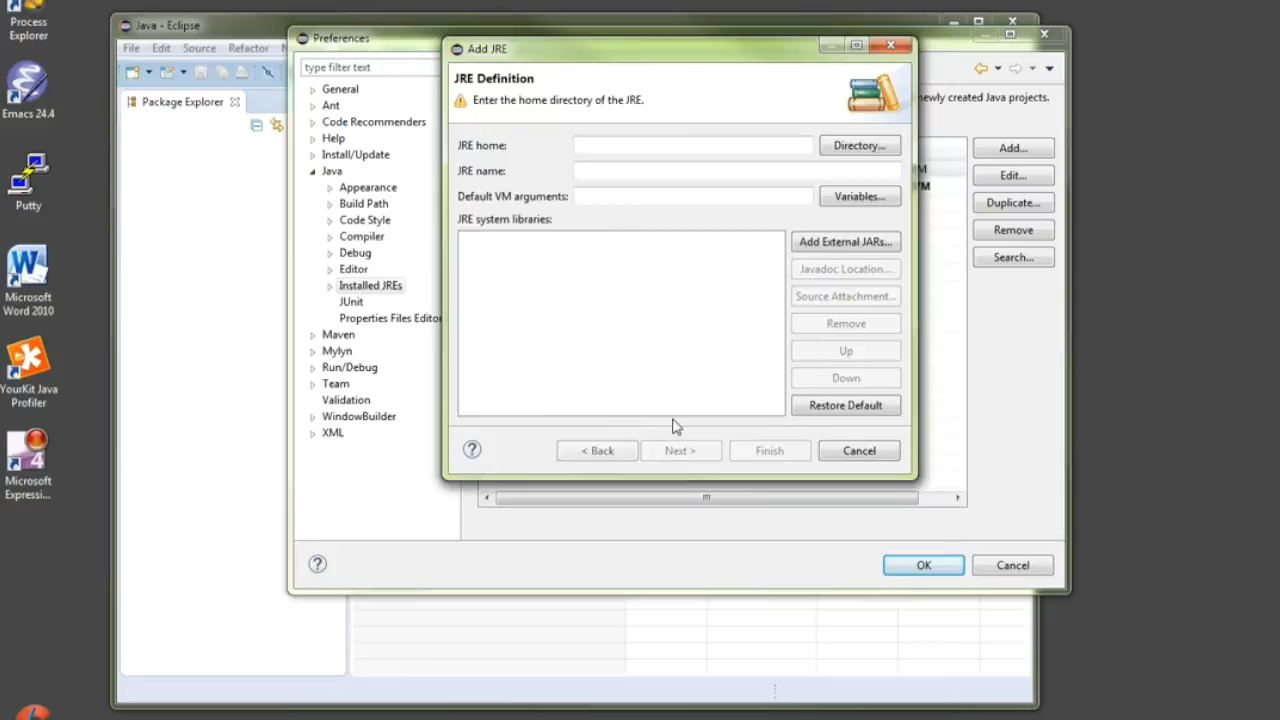 Process
Explorer
Emacs 24.4
Putty
Microsoft
Word 2010
YourKit Java
Profiler
Microsoft
Expressi...
Java - Eclipse
File Edit Source Refactor
Package Explorer
Preferences
type filter text
General
Ant
Code Recommenders
Help
Install/Update
Java
Appearance
Build Path
Code Style
Compiler
Debug
Editor
Installed JREs
JUnit
Properties Files Editor
Maven
Mylyn
Run/Debug
Team
Validation
WindowBuilder
XML
newly created Java projects.
Add...
Edit...
Duplicate...
Remove
Search...
OK Cancel
Add JRE
JRE Definition
Enter the home directory of the JRE.
JRE home: Directory...
JRE name:
Default VM arguments: Variables...
JRE system libraries:
Add External JARs...
Javadoc Location...
Source Attachment...
Remove
Up
Down
Restore Default
< Back Next > Finish Cancel